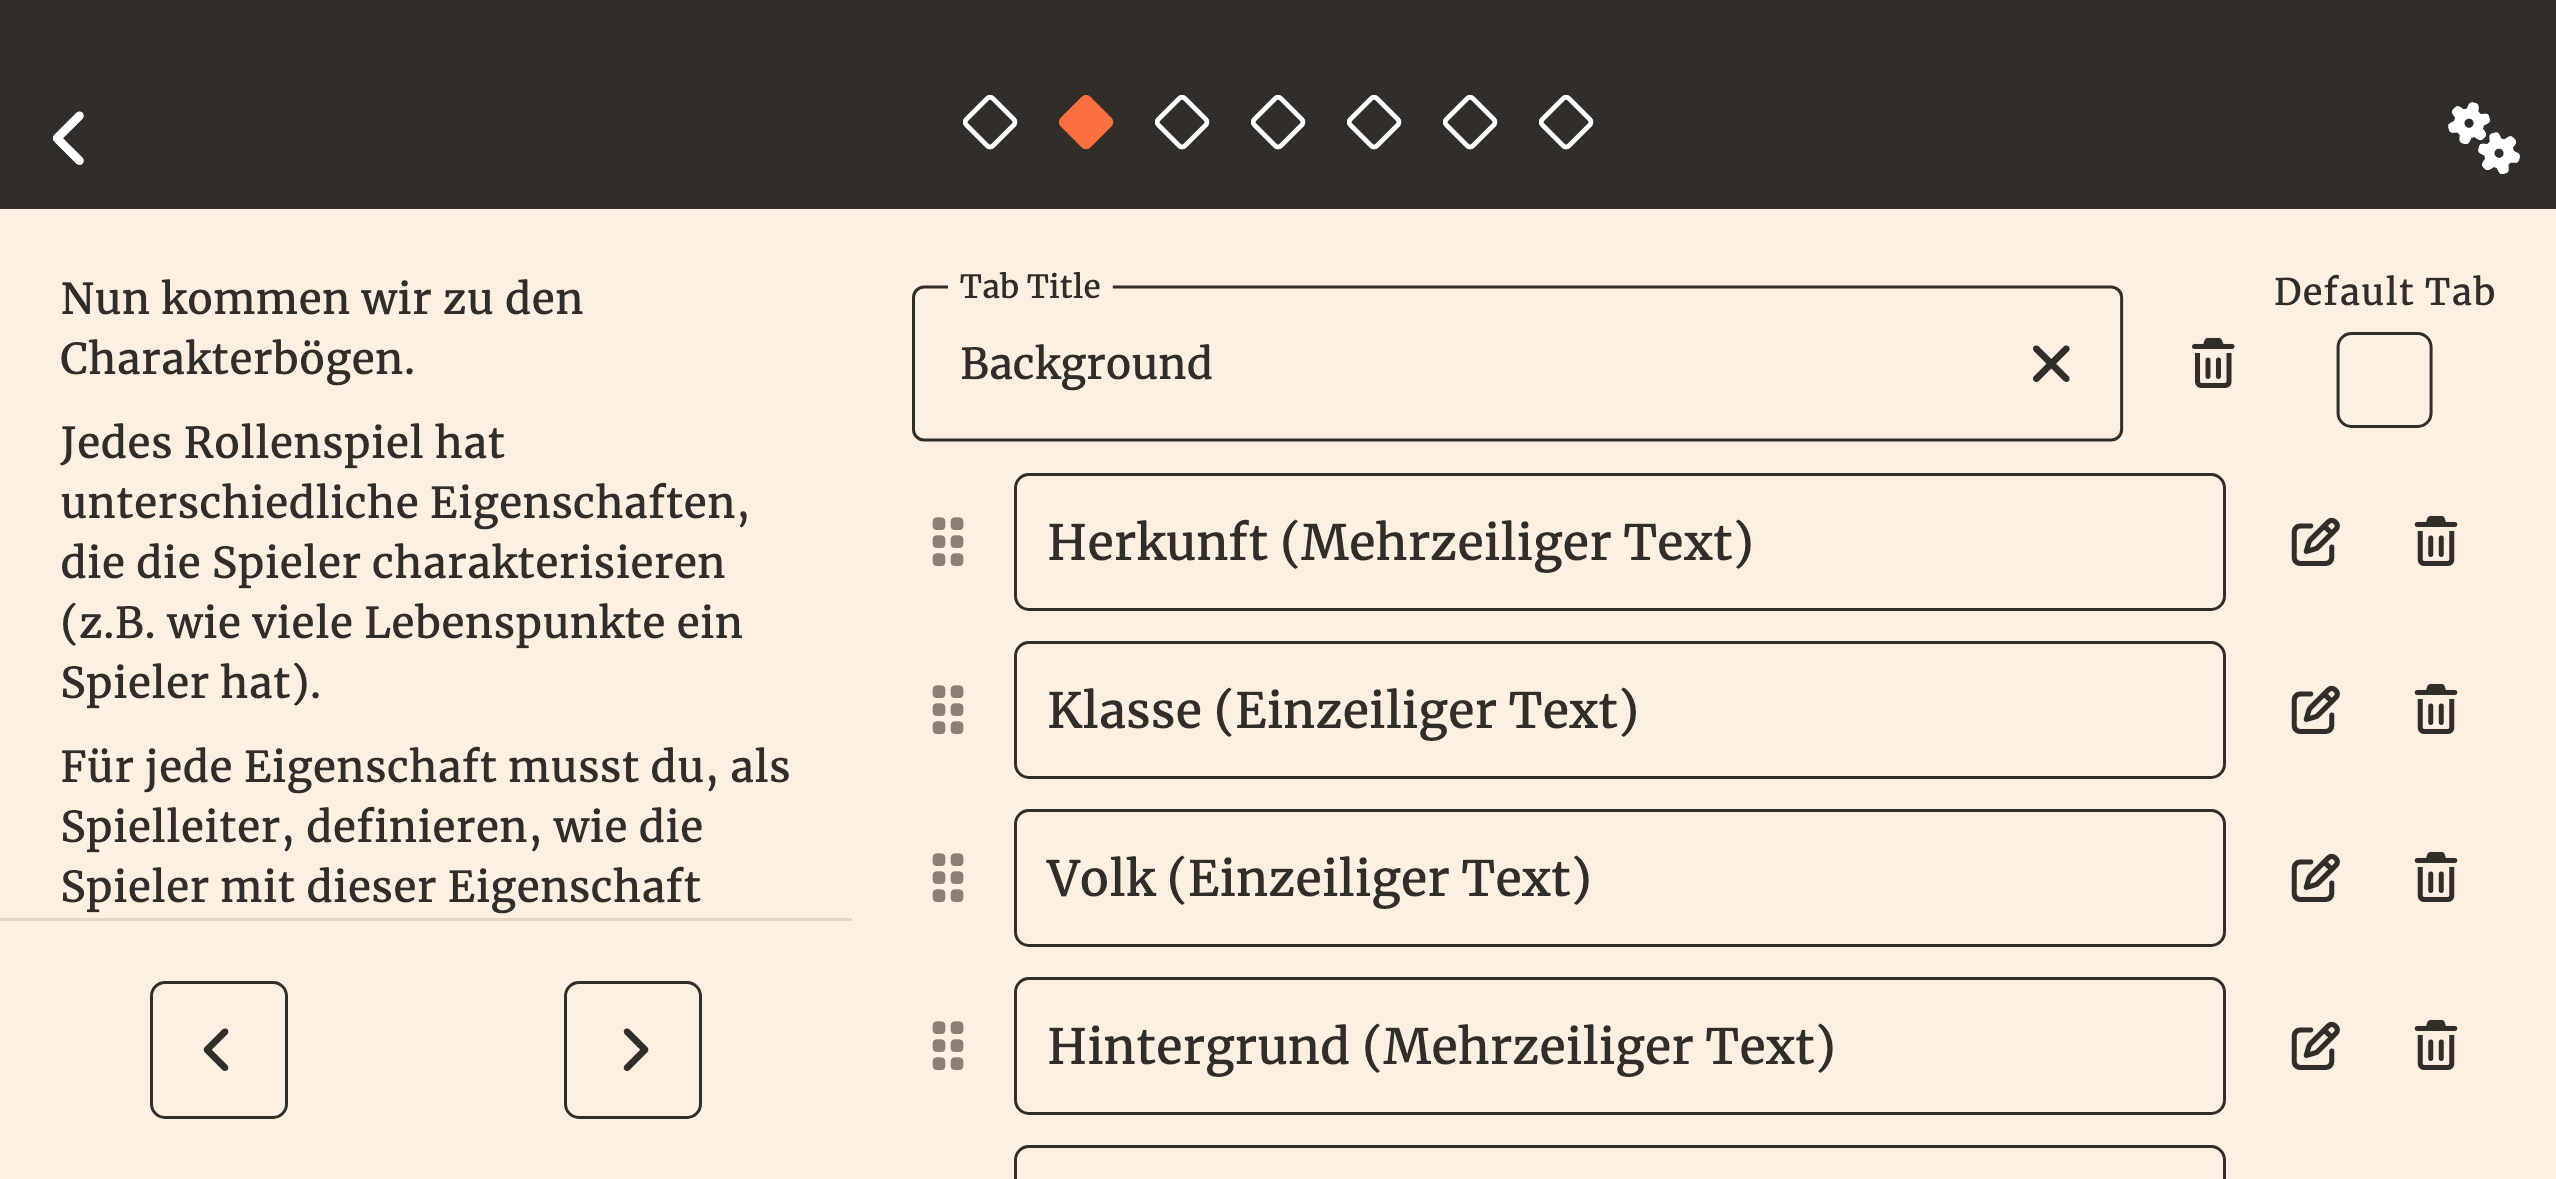 Nun kommen wir zu den
Charakterbögen.
Jedes Rollenspiel hat
unterschiedliche Eigenschaften,
die die Spieler charakterisieren
(z.B. wie viele Lebenspunkte ein
Spieler hat).
Für jede Eigenschaft musst du, als
Spielleiter, definieren, wie die
Spieler mit dieser Eigenschaft
Tab Title
Background
Default Tab
Herkunft (Mehrzeiliger Text)
Klasse (Einzeiliger Text)
Volk (Einzeiliger Text)
Hintergrund (Mehrzeiliger Text)